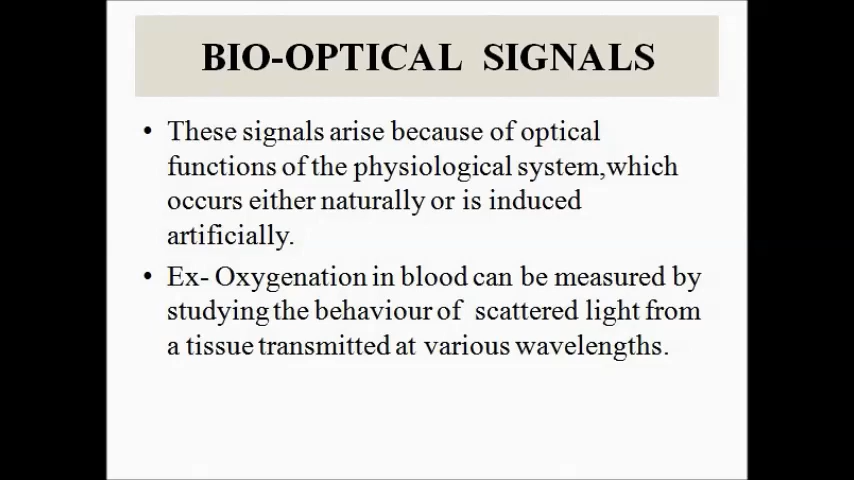 BIO-OPTICAL SIGNALS
• These signals arise because of optical
functions of the physiological system,which
occurs either naturally or is induced
artificially.
• Ex- Oxygenation in blood can be measured by
studying the behaviour of scattered light from
a tissue transmitted at various wavelengths.